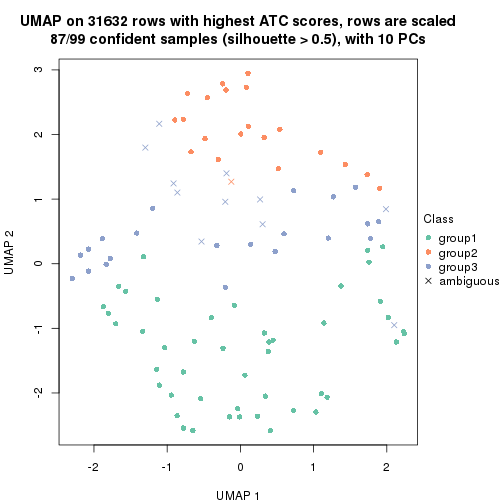 UMAP on 31632 rows with highest ATC scores, rows are scaled
87/99 confident samples (silhouette > 0.5), with 10 PCs
3
2
1
0
-1
-2
UMAP 2
-2
-1
0
1
2
UMAP 1
Class
group1
group2
group3
ambiguous